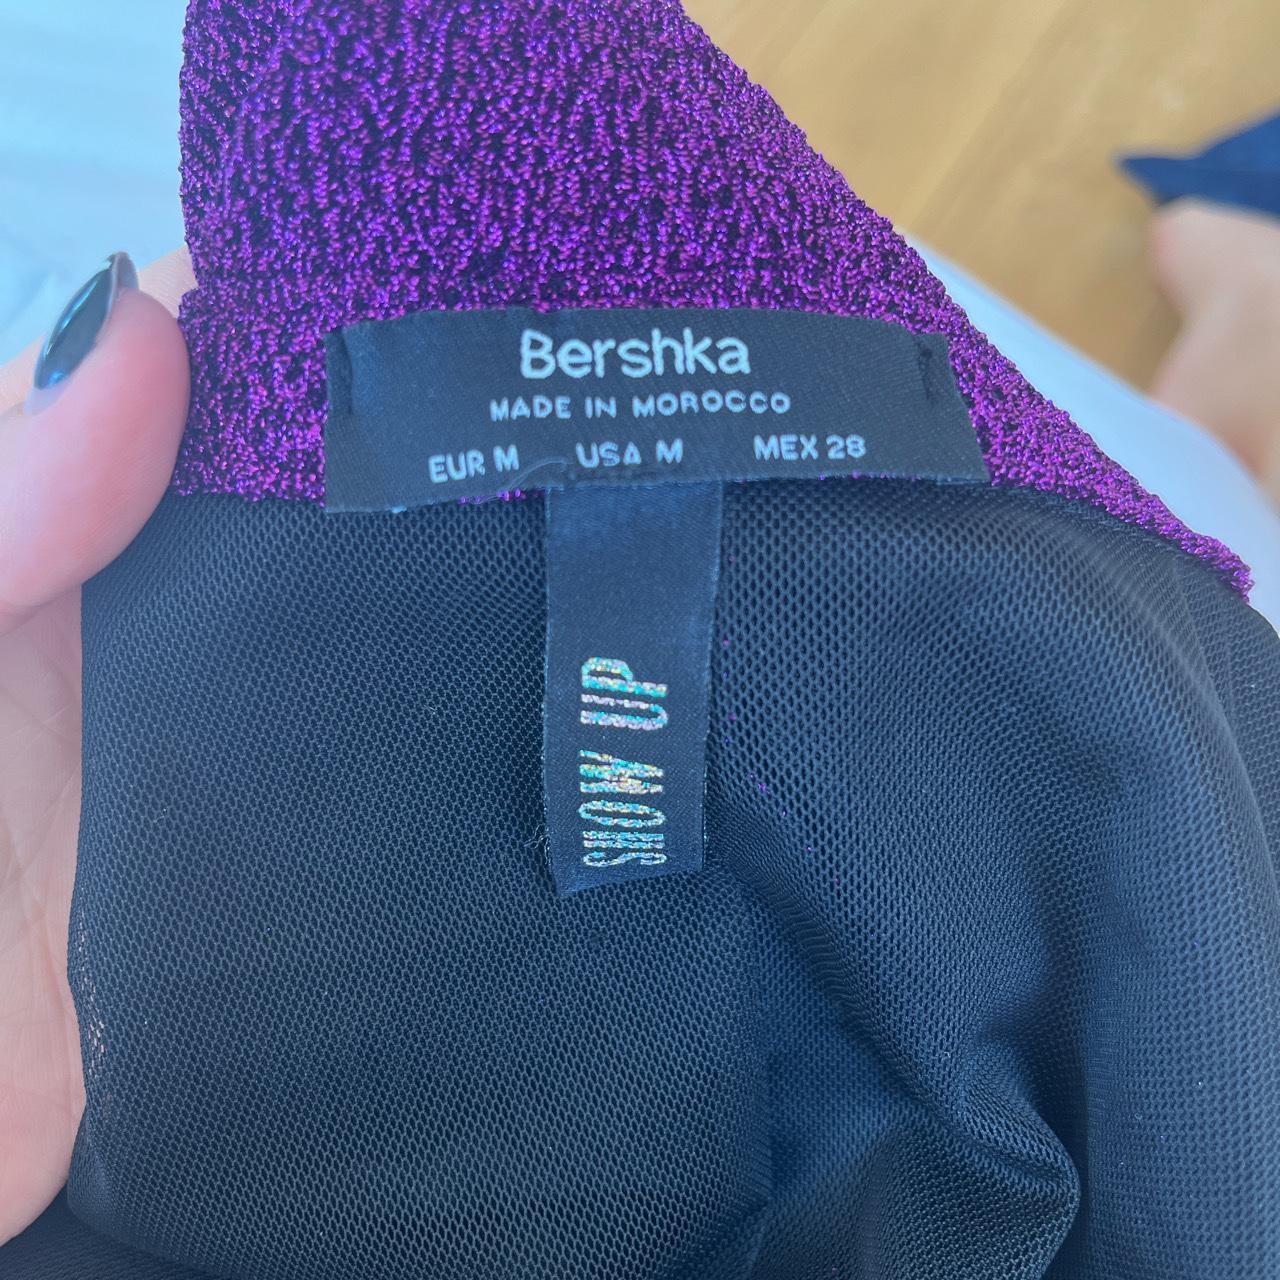 Bershka
MADE IN MOROCCO
EUR M USA M MEX 28
SHOW UP